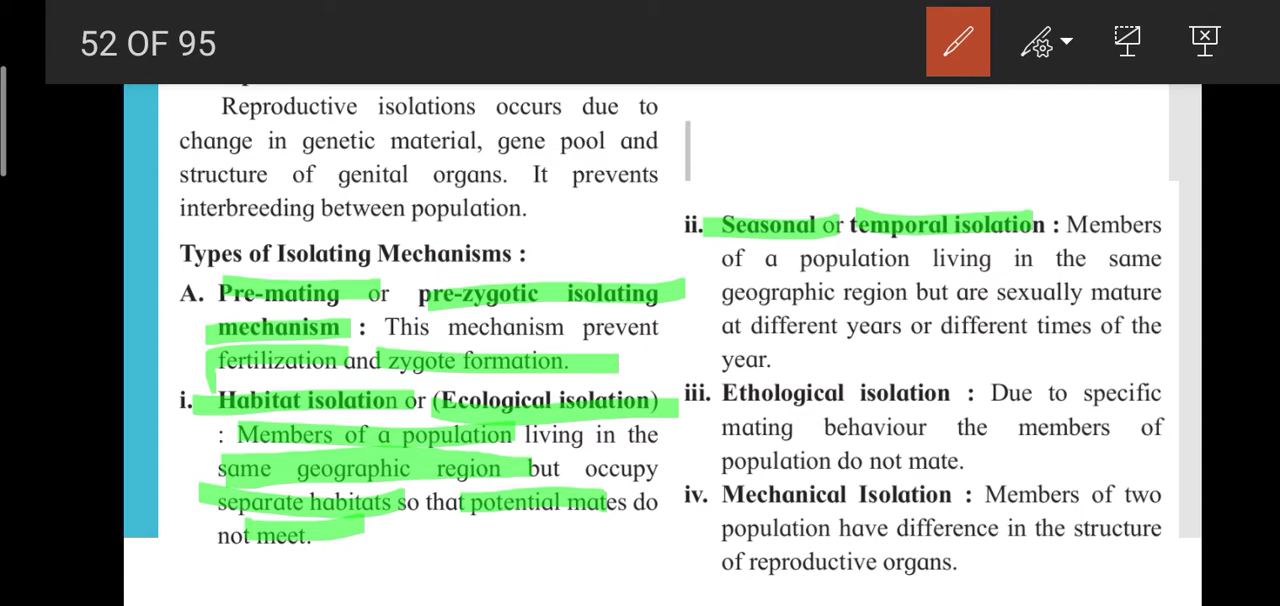 52 OF 95
Reproductive isolations occurs due to
change in genetic material, gene pool and
structure of genital organs. It prevents
interbreeding between population.
Types of Isolating Mechanisms :
A. Pre-mating or pre-zygotic isolating
mechanism : This mechanism prevent
fertilization and zygote formation.
i. Habitat isolation or (Ecological isolation)
: Members of a population living in the
same geographic region but occupy
separate habitats so that potential mates do
not meet.
ii. Seasonal or temporal isolation : Members
of a population living in the same
geographic region but are sexually mature
at different years or different times of the
year.
iii. Ethological isolation : Due to specific
mating behaviour the members of
population do not mate.
iv. Mechanical Isolation : Members of two
population have difference in the structure
of reproductive organs.